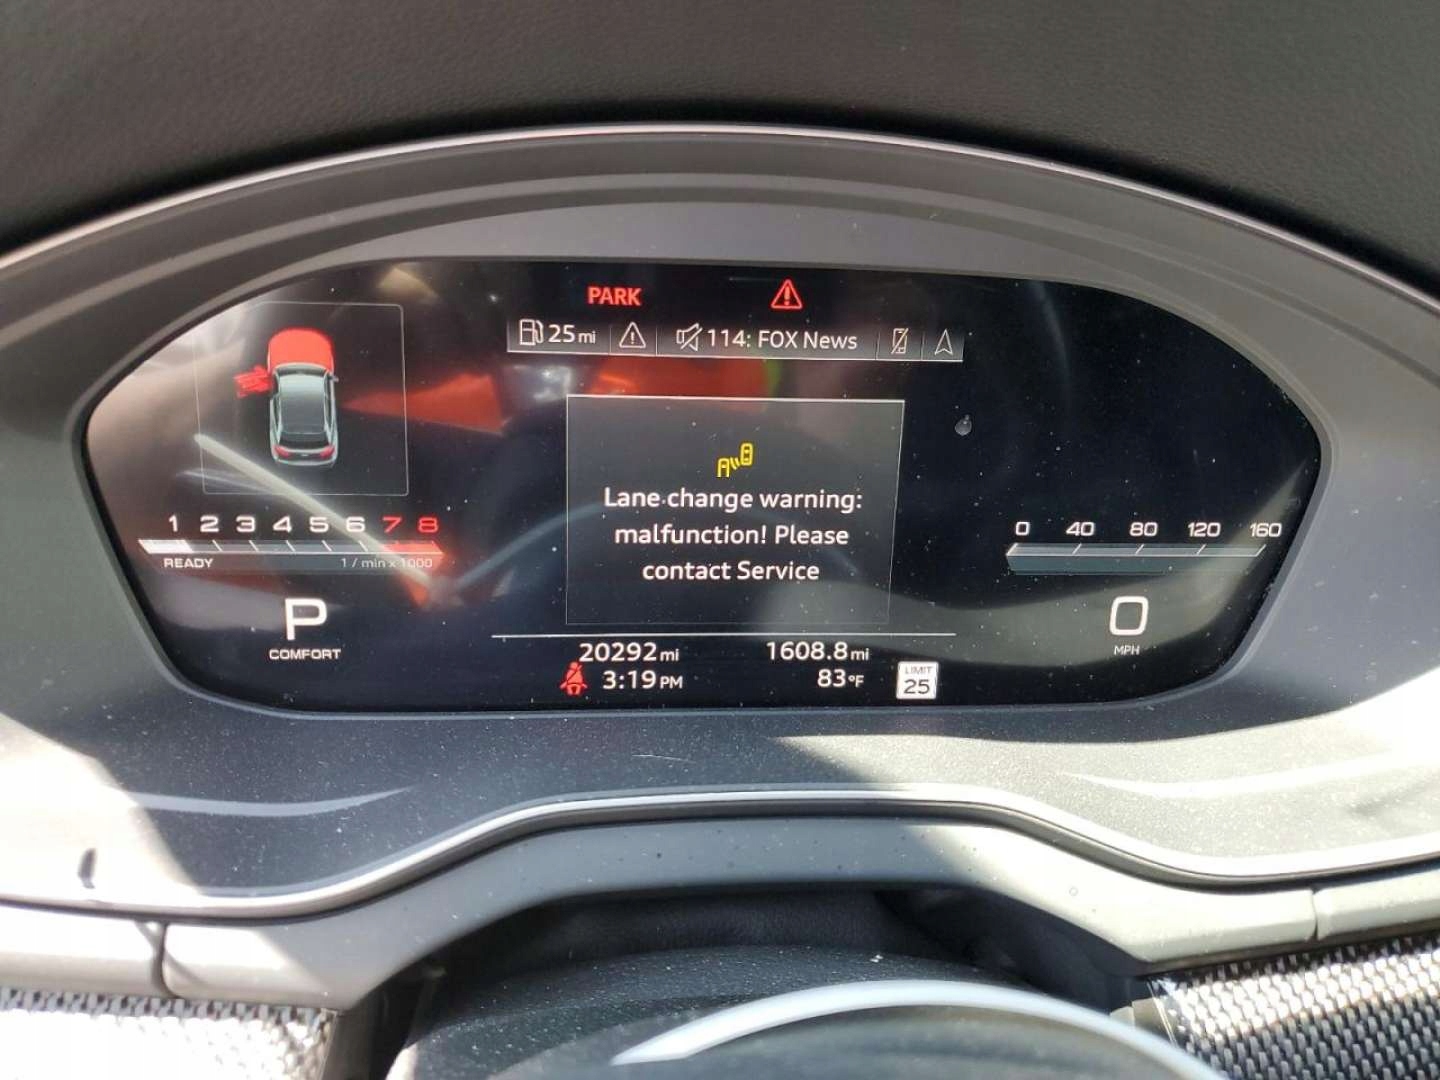 PARK
25 mi
114: FOX News
Lane change warning:
malfunction! Please
contact Service
1 2 3 4 5 6 7 8
READY
1 / min x 1000
0 40 80 120 160
P
COMFORT
0
MPH
20292 mi
1608.8 mi
3:19 PM
83°F
LIMIT
25